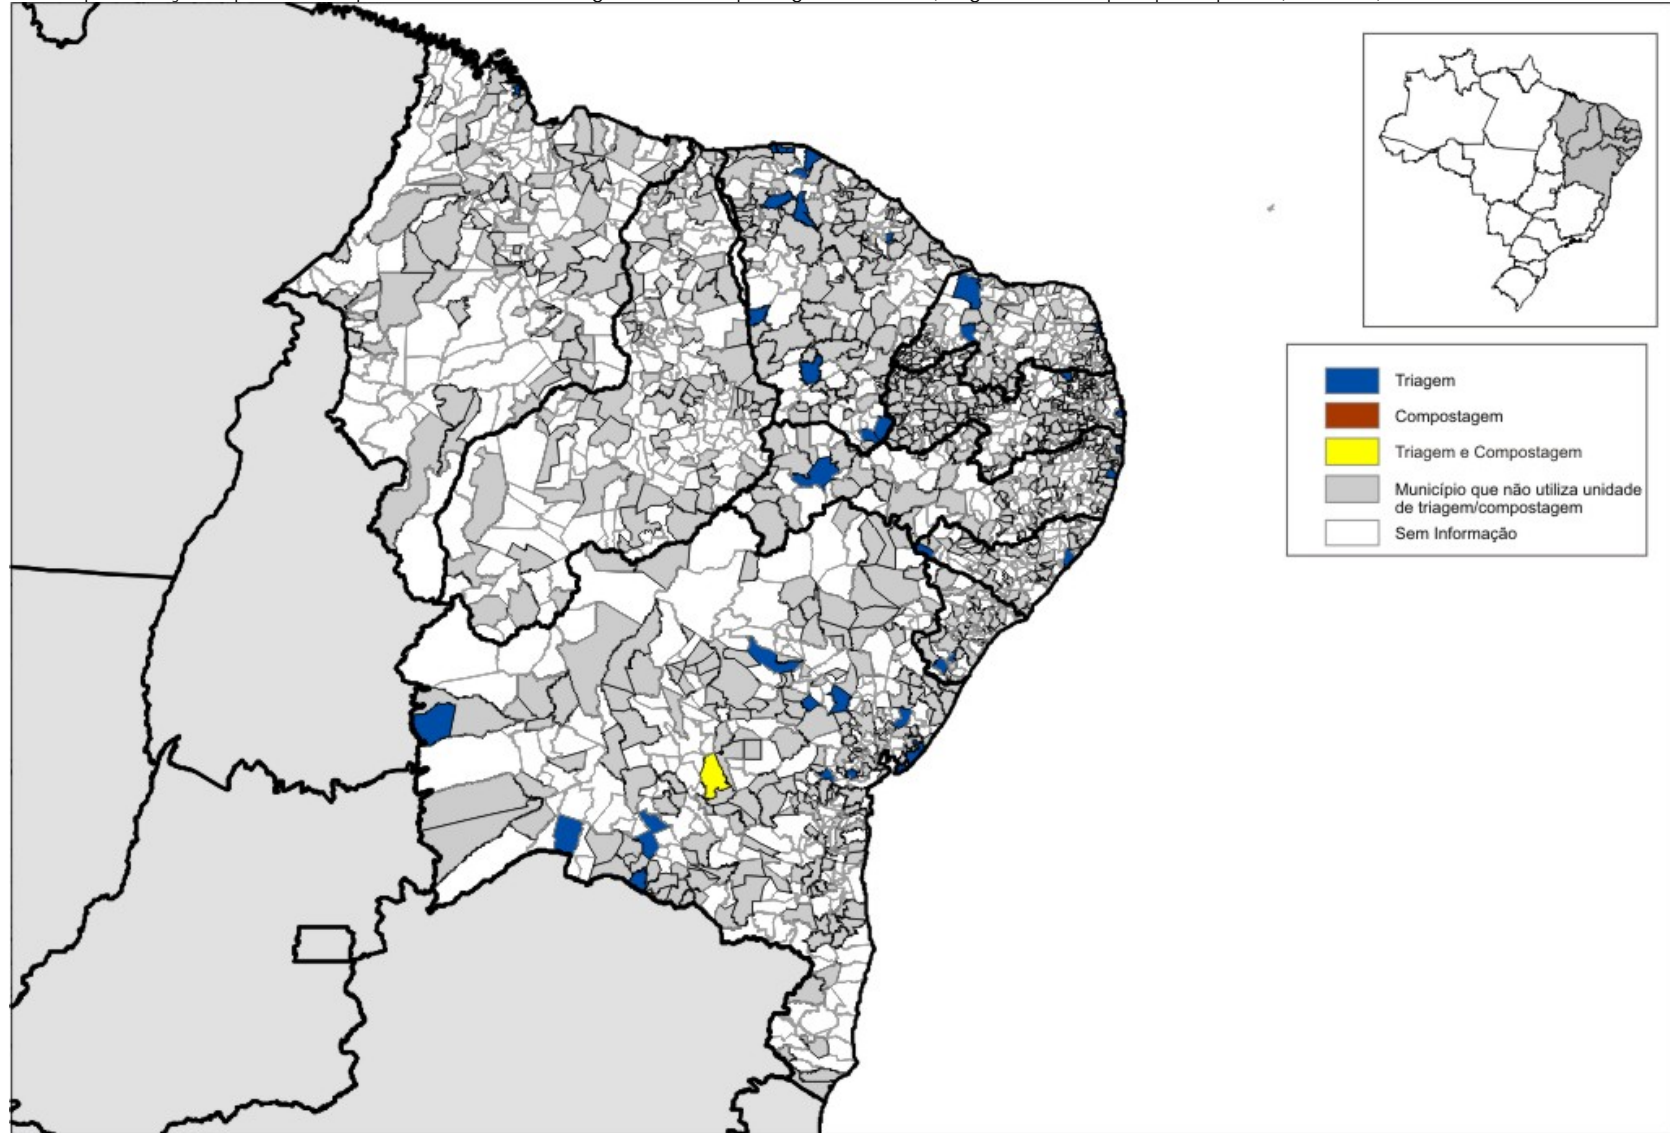 Triagem
Compostagem
Triagem e Compostagem
Município que não utiliza unidade
de triagem/compostagem
Sem Informação